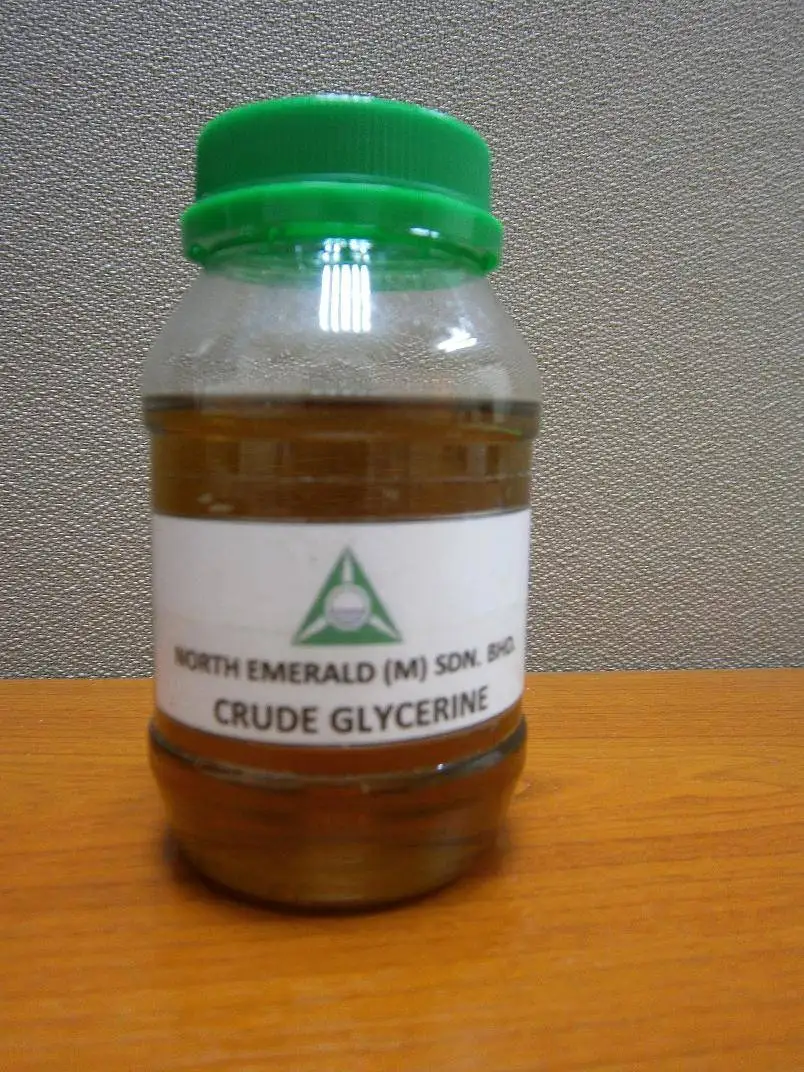 NORTH EMERALD (M) SDN. BHD.
CRUDE GLYCERINE